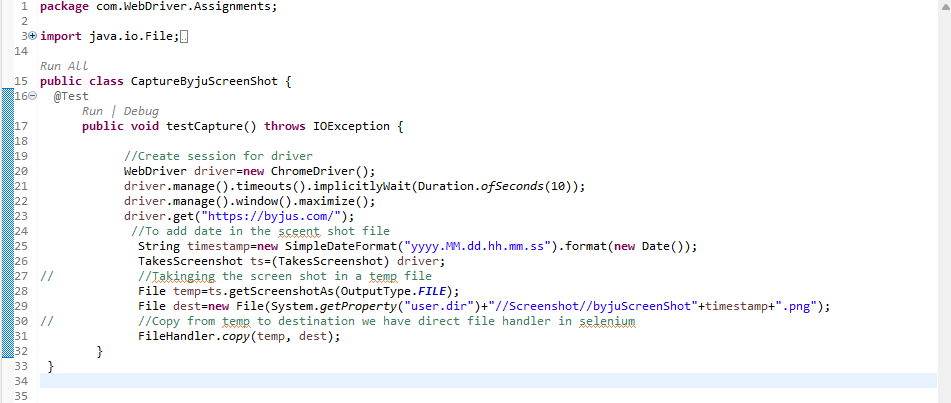 1 package com.WebDriver.Assignments;
2
3 import java.io.File;
14
Run All
15 public class CaptureByjuScreenShot {
16 @Test
Run | Debug
17 public void testCapture() throws IOException {
18
19 //Create session for driver
20 WebDriver driver=new ChromeDriver();
21 driver.manage().timeouts().implicitlyWait(Duration.ofSeconds(10));
22 driver.manage().window().maximize();
23 driver.get("https://byjus.com/");
24 //To add date in the sceent shot file
25 String timestamp=new SimpleDateFormat("yyyy.MM.dd.hh.mm.ss").format(new Date());
26 TakesScreenshot ts=(TakesScreenshot) driver;
27 // //Takinging the screen shot in a temp file
28 File temp=ts.getScreenshotAs(OutputType.FILE);
29 File dest=new File(System.getProperty("user.dir")+"//Screenshot//byjuScreenShot"+timestamp+".png");
30 // //Copy from temp to destination we have direct file handler in selenium
31 FileHandler.copy(temp, dest);
32 }
33 }
34
35